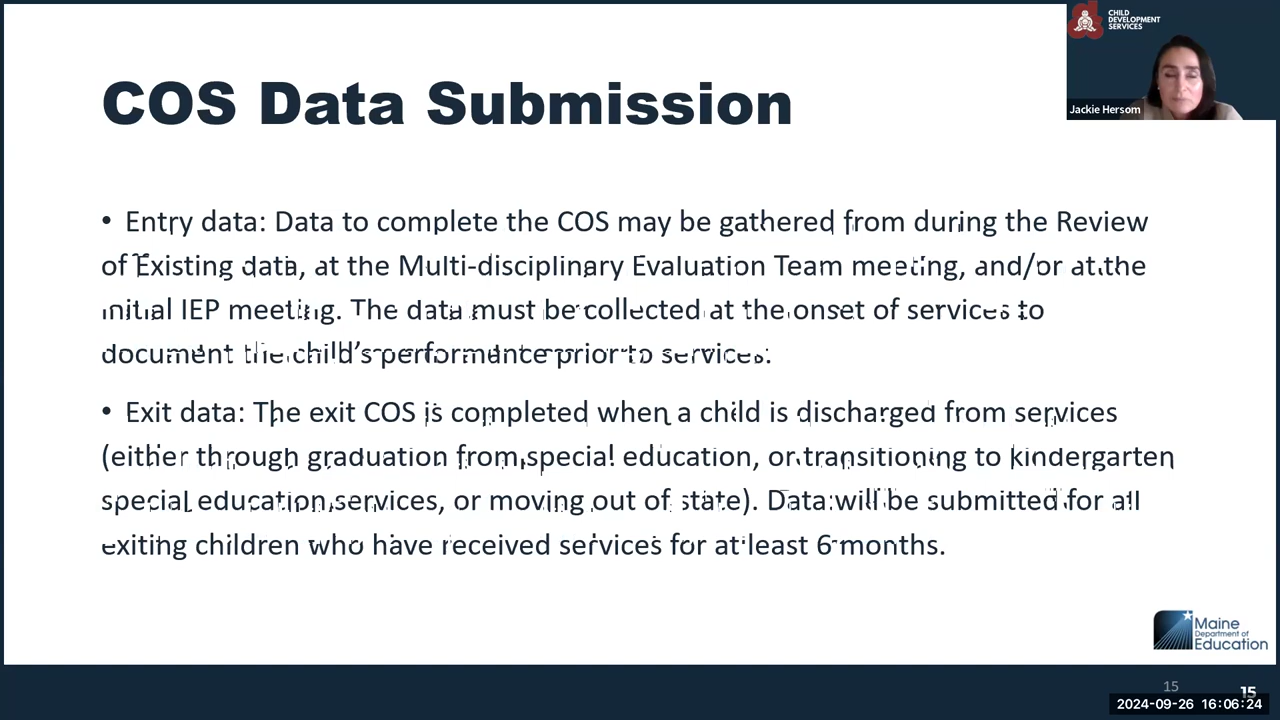 CHILD
DEVELOPMENT
SERVICES
Jackie Hersom
COS Data Submission
• Entry data: Data to complete the COS may be gathered from during the Review
of Existing data, at the Multi-disciplinary Evaluation Team meeting, and/or at the
initial IEP meeting. The data must be collected at the onset of services to
document the child's performance prior to services.
• Exit data: The exit COS is completed when a child is discharged from services
(either through graduation from special education, or transitioning to kindergarten
special education services, or moving out of state). Data will be submitted for all
exiting children who have received services for at least 6 months.
Maine
Department of
Education
15
15
2024-09-26 16:06:24